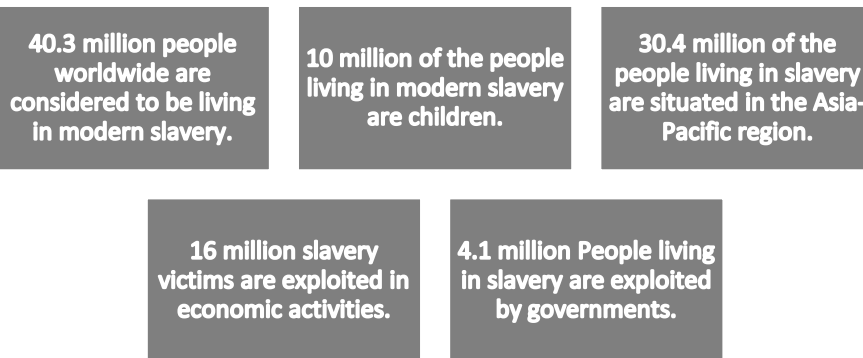 40.3 million people
worldwide are
considered to be living
in modern slavery.
10 million of the people
living in modern slavery
are children.
30.4 million of the
people living in slavery
are situated in the Asia-
Pacific region.
16 million slavery
victims are exploited in
economic activities.
4.1 million People living
in slavery are exploited
by governments.